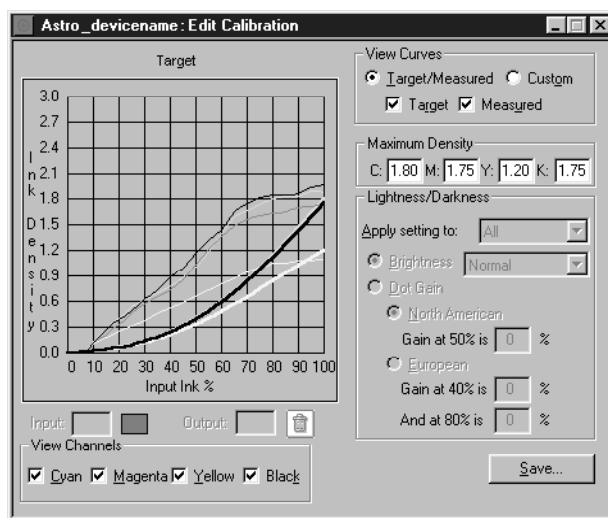 Astro_devicename: Edit Calibration
Target
Ink Density
3.0
2.7
2.4
2.1
1.8
1.5
1.2
0.9
0.6
0.3
0.0
0 10 20 30 40 50 60 70 80 90 100
Input Ink %
Input:
Output:
View Channels
Cyan Magenta Yellow Black
View Curves
Target/Measured Custom
Target Measured
Maximum Density
C: 1.80 M: 1.75 Y: 1.20 K: 1.75
Lightness/Darkness
Apply setting to: All
Brightness Normal
Dot Gain
North American
Gain at 50% is 0 %
European
Gain at 40% is 0 %
And at 80% is 0 %
Save...